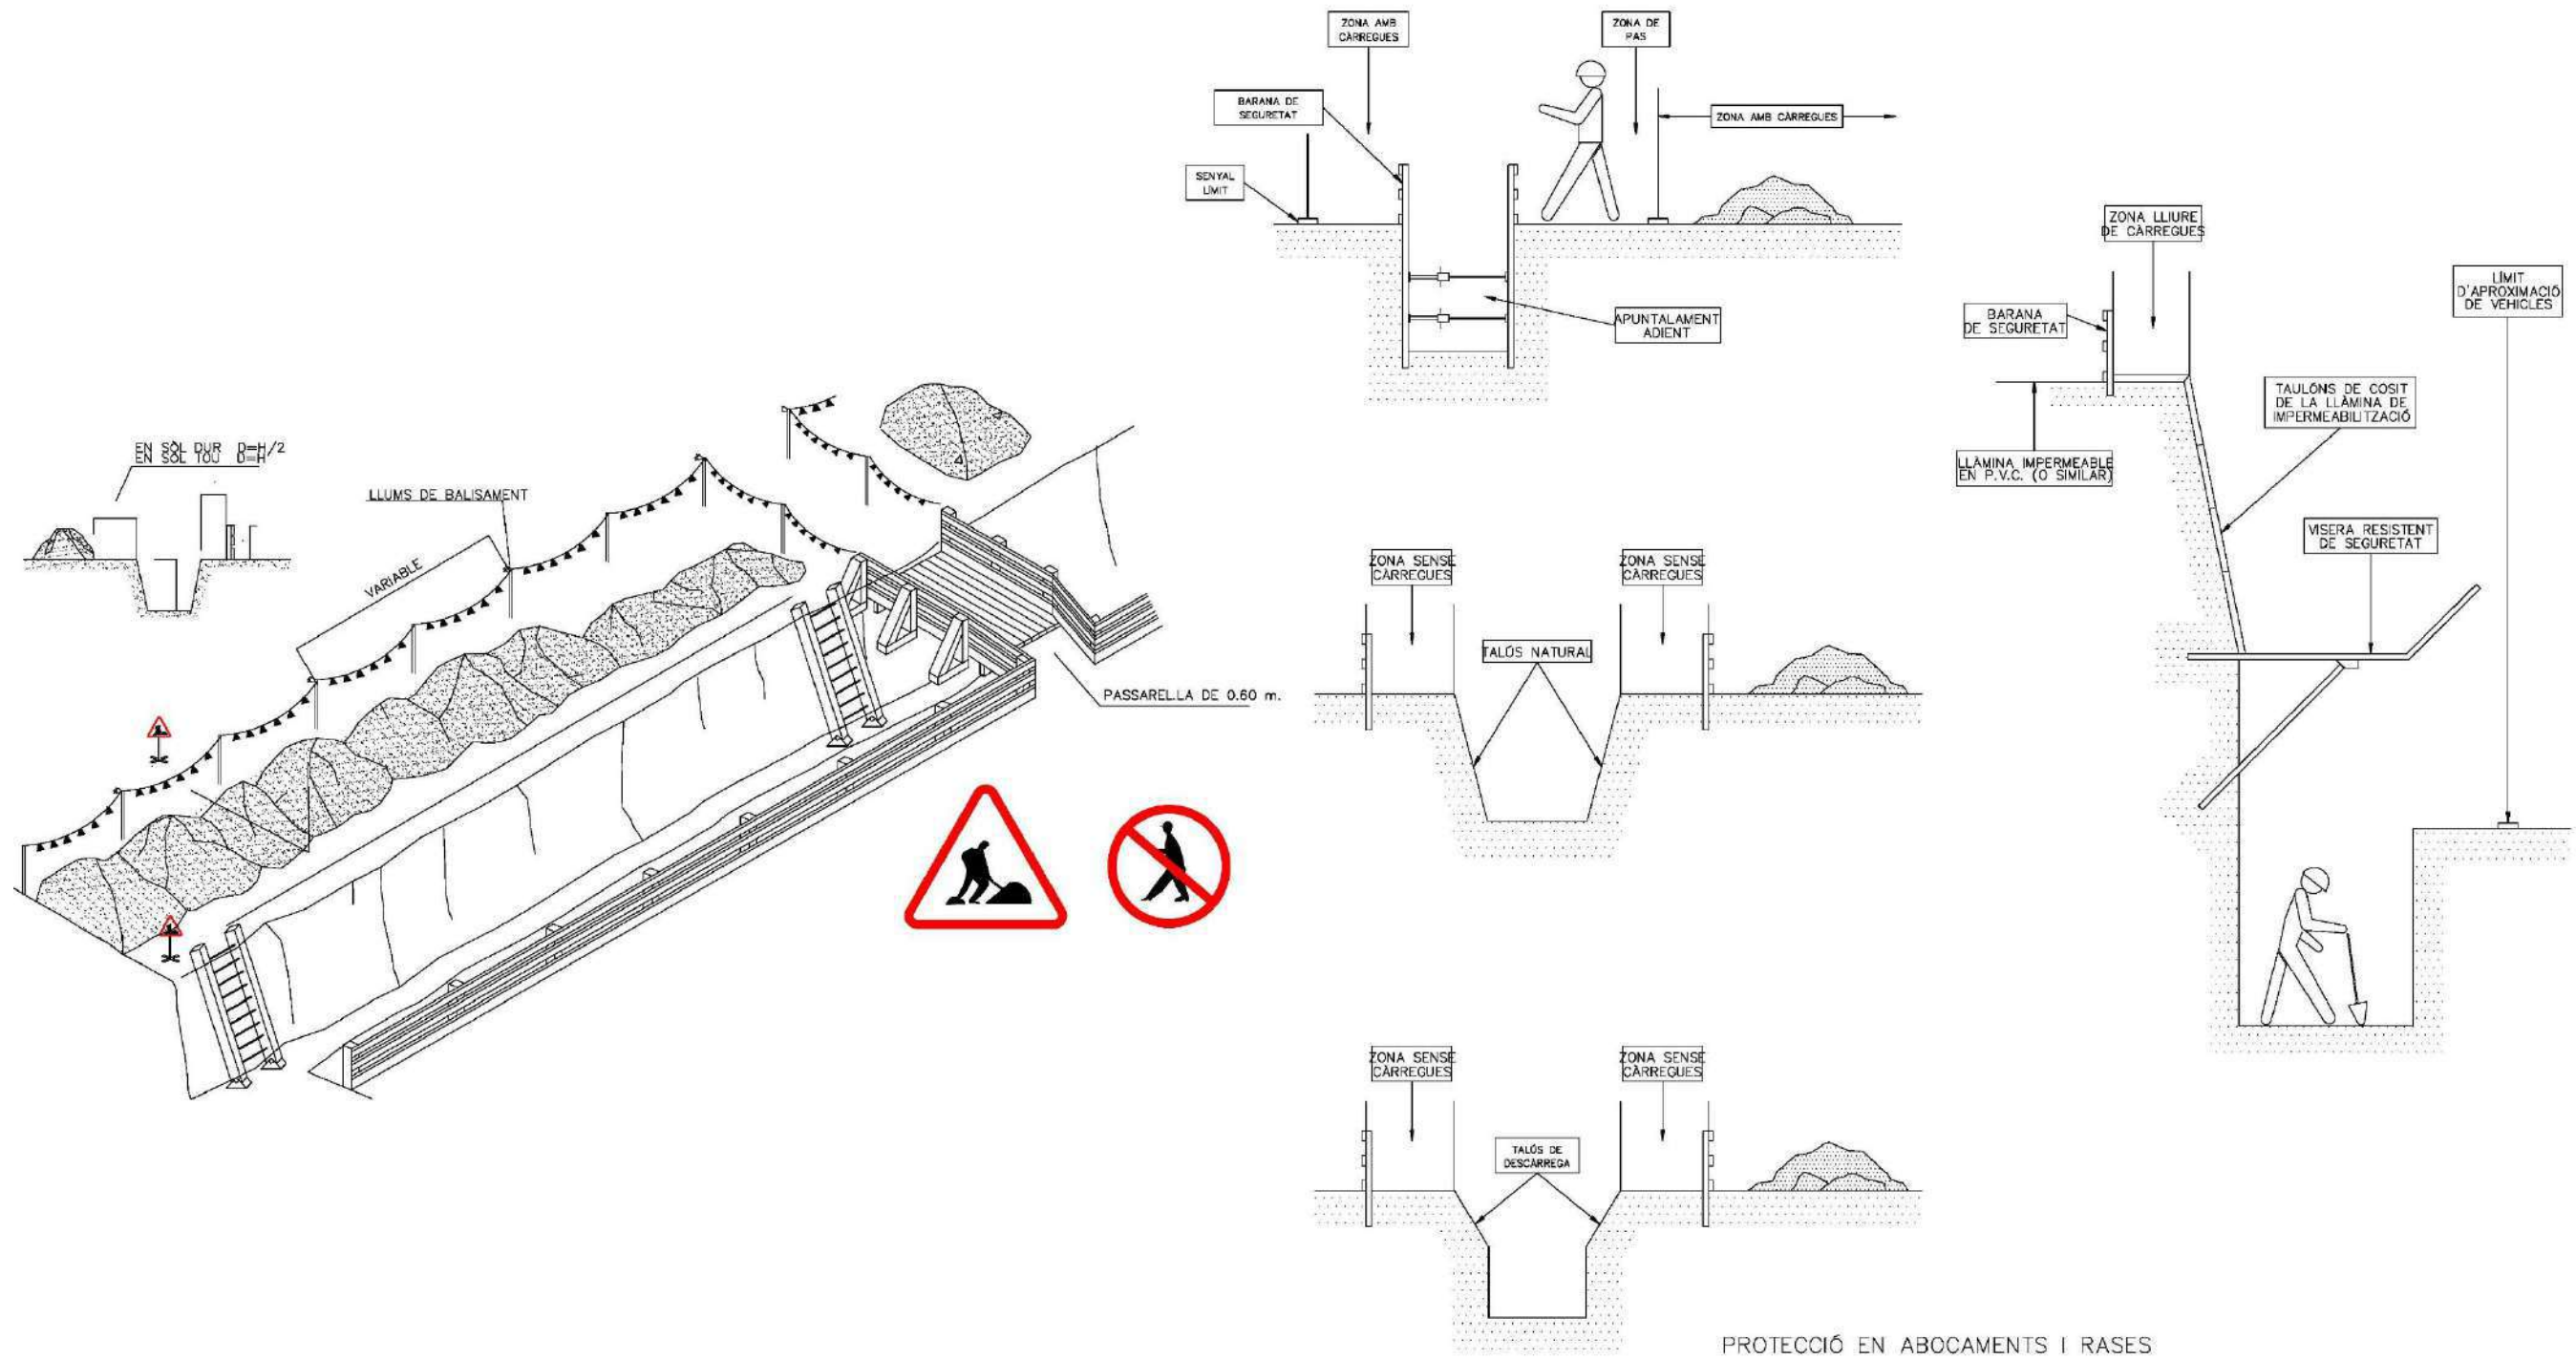 ZONA AMB
CÀRREGUES
ZONA DE
PAS
BARANA DE
SEGURETAT
ZONA AMB CÀRREGUES
SENYAL
LÍMIT
APUNTALAMENT
ADIENT
ZONA LLIURE
DE CÀRREGUES
LÍMIT
D'APROXIMACIÓ
DE VEHICLES
BARANA
DE SEGURETAT
TAULÓNS DE COSIT
DE LA LLÀMINA DE
IMPERMEABILITZACIÓ
LLÀMINA IMPERMEABLE
EN P.V.C. (O SIMILAR)
VISERA RESISTENT
DE SEGURETAT
EN SÒL DUR D=H/2
EN SÒL TOU D=H
LLUMS DE BALISAMENT
VARIABLE
PASSAREL.LA DE 0.60 m.
ZONA SENSE
CÀRREGUES
ZONA SENSE
CÀRREGUES
TALÚS NATURAL
ZONA SENSE
CÀRREGUES
ZONA SENSE
CÀRREGUES
TALÚS DE
DESCÀRREGA
PROTECCIÓ EN ABOCAMENTS I RASES